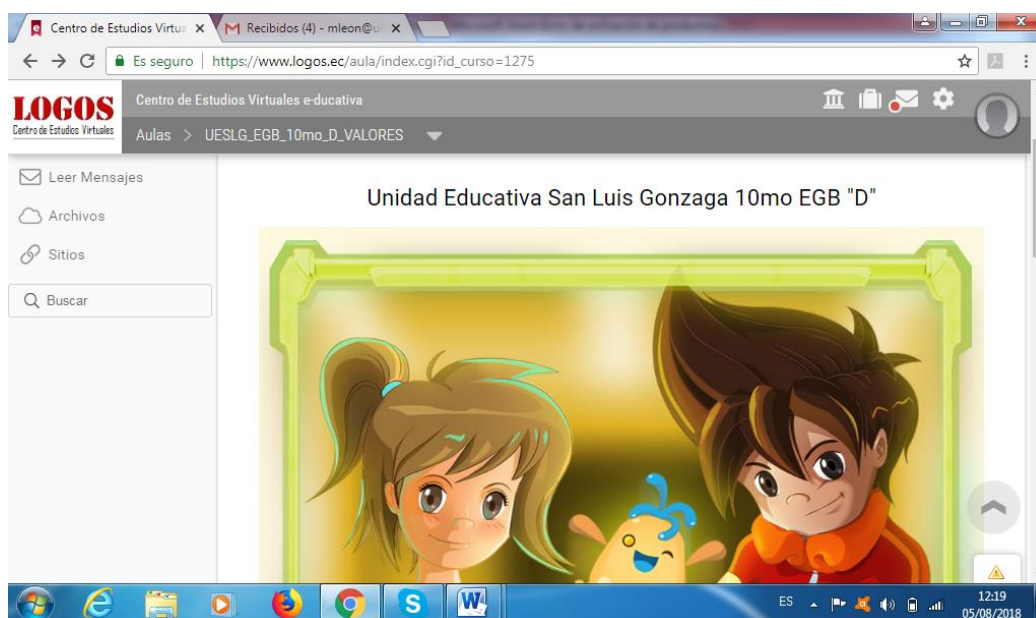 Centro de Estudios Virtua
Recibidos (4) - mleon@u
Es seguro
https://www.logos.ec/aula/index.cgi?id_curso=1275
LOGOS
Centro de Estudios Virtuales
Centro de Estudios Virtuales e-ducativa
Aulas > UESLG_EGB_10mo_D_VALORES
Leer Mensajes
Archivos
Sitios
Buscar
Unidad Educativa San Luis Gonzaga 10mo EGB "D"
ES
12:19
05/08/2018